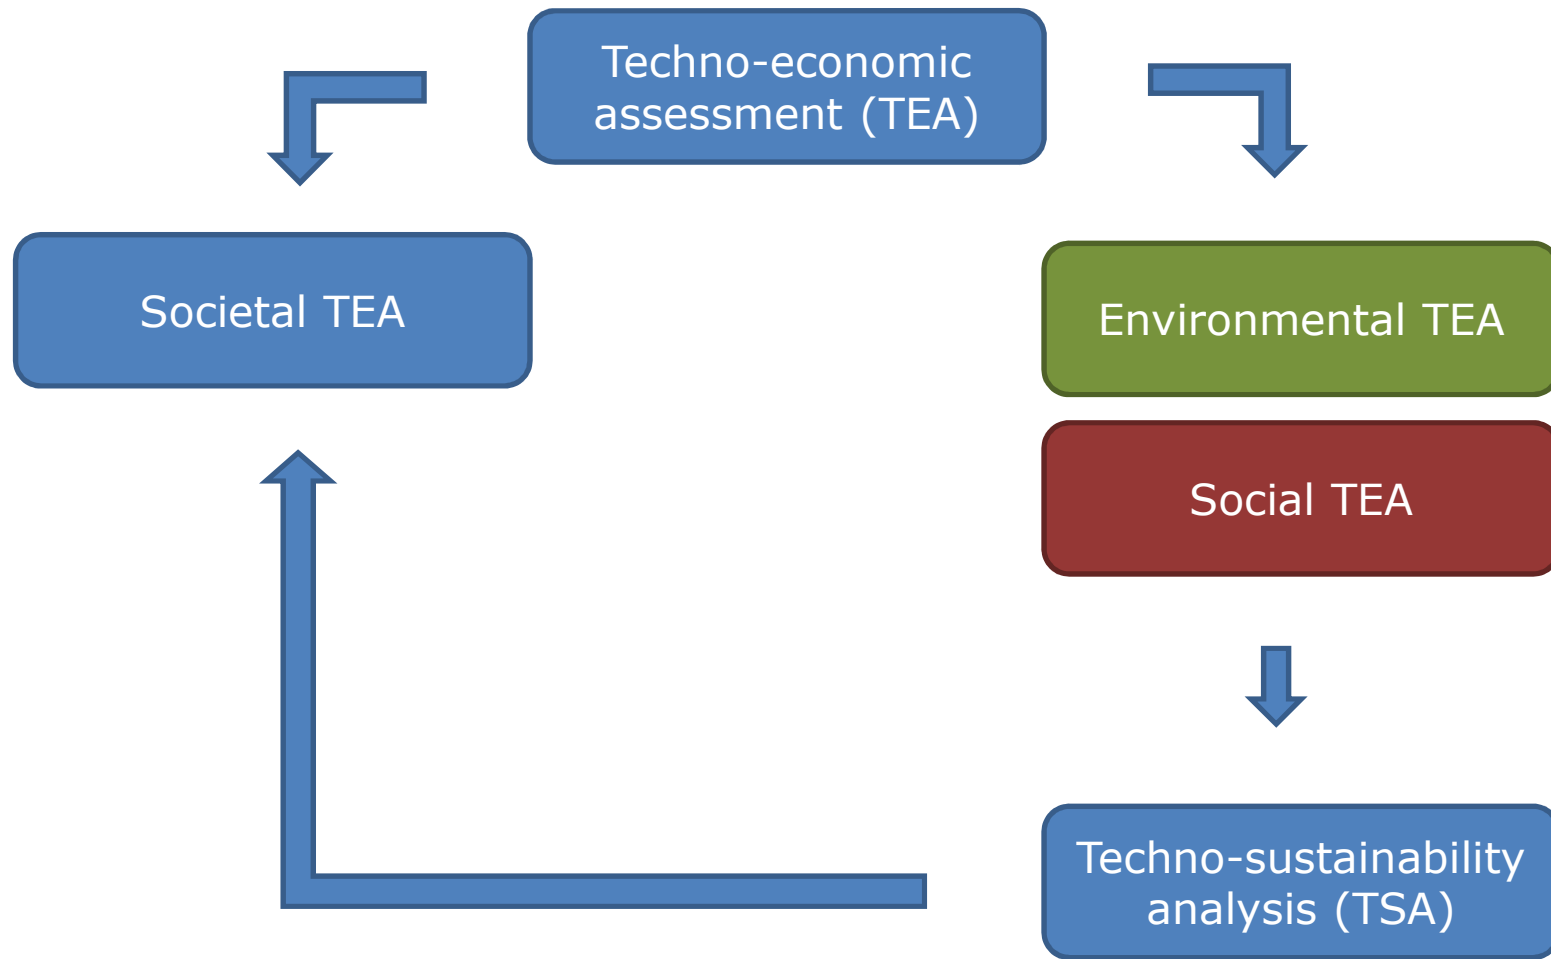 Techno-economic
assessment (TEA)
Societal TEA
Environmental TEA
Social TEA
Techno-sustainability
analysis (TSA)